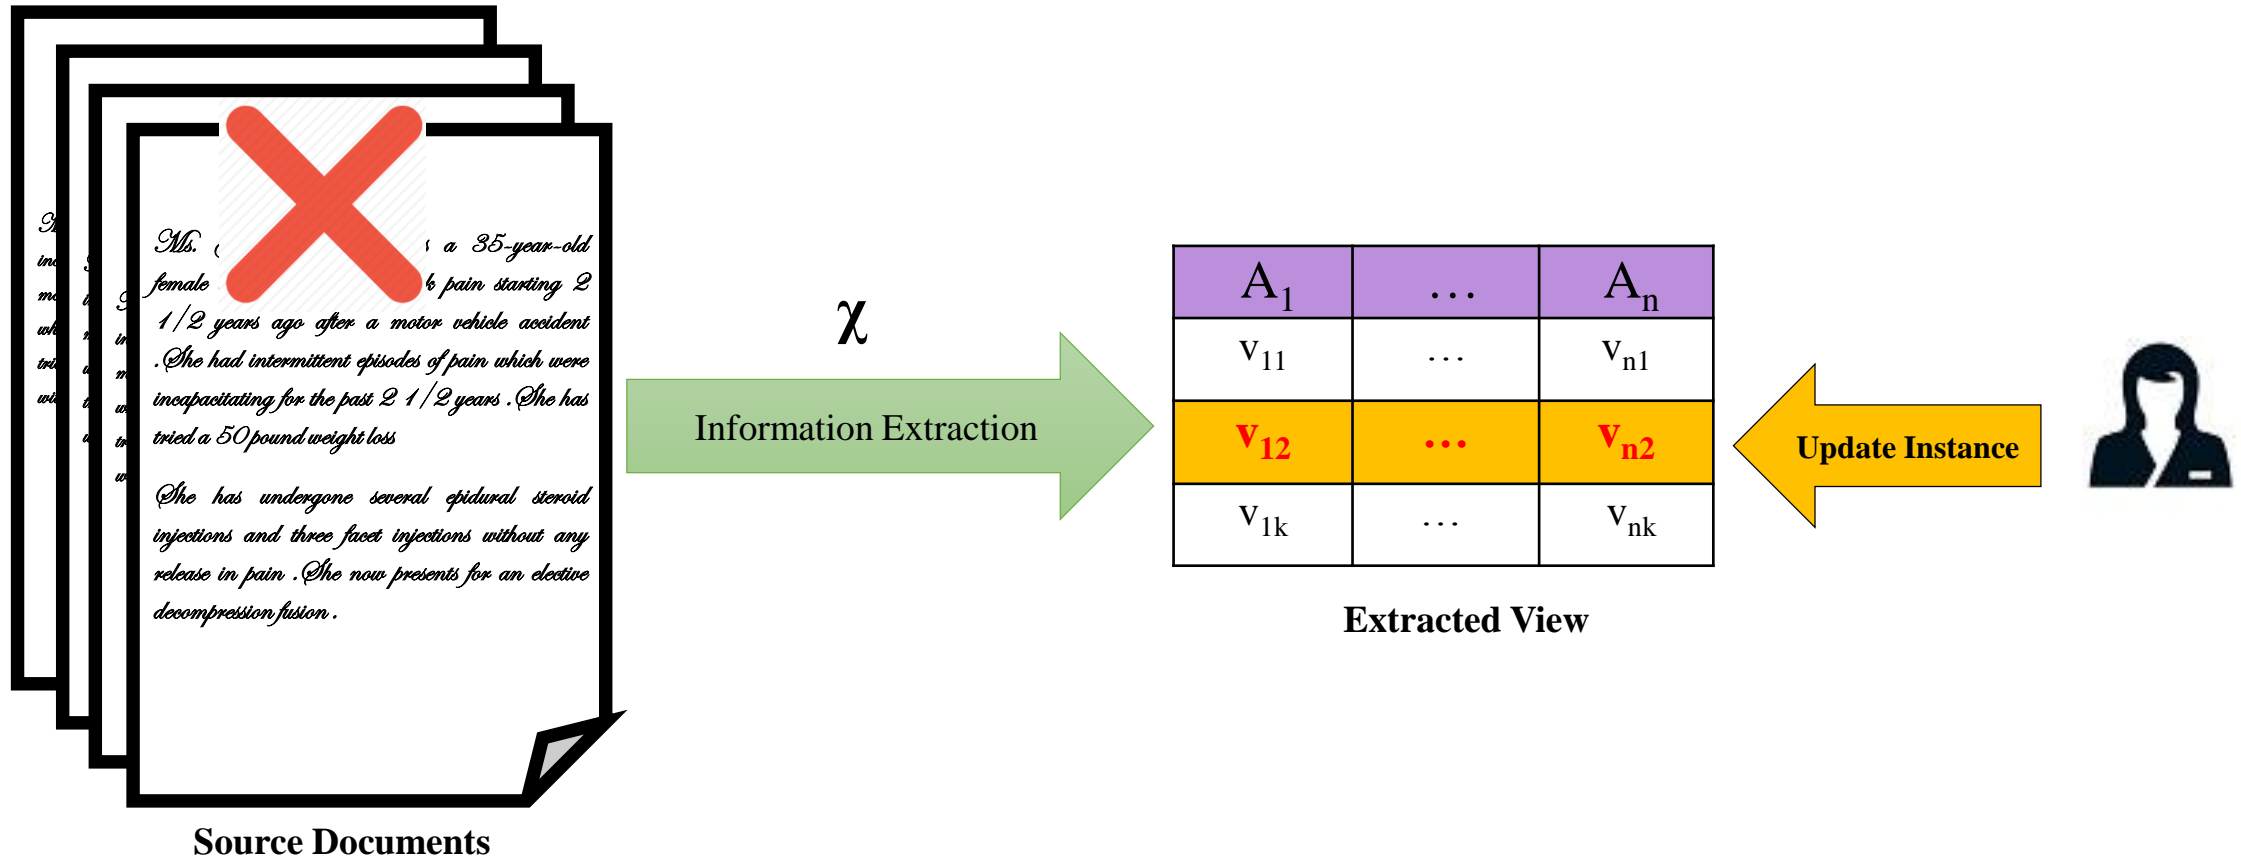 Ms. a 35-year-old
female pain starting 2
1/2 years ago after a motor vehicle accident
.She had intermittent episodes of pain which were
incapacitating for the past 2 1/2 years .She has
tried a 50 pound weight loss
She has undergone several epidural steroid
injections and three facet injections without any
release in pain .She now presents for an elective
decompression fusion .
Source Documents
χ
Information Extraction
A1 … An
v11 … vn1
v12 … vn2
v1k … vnk
Extracted View
Update Instance